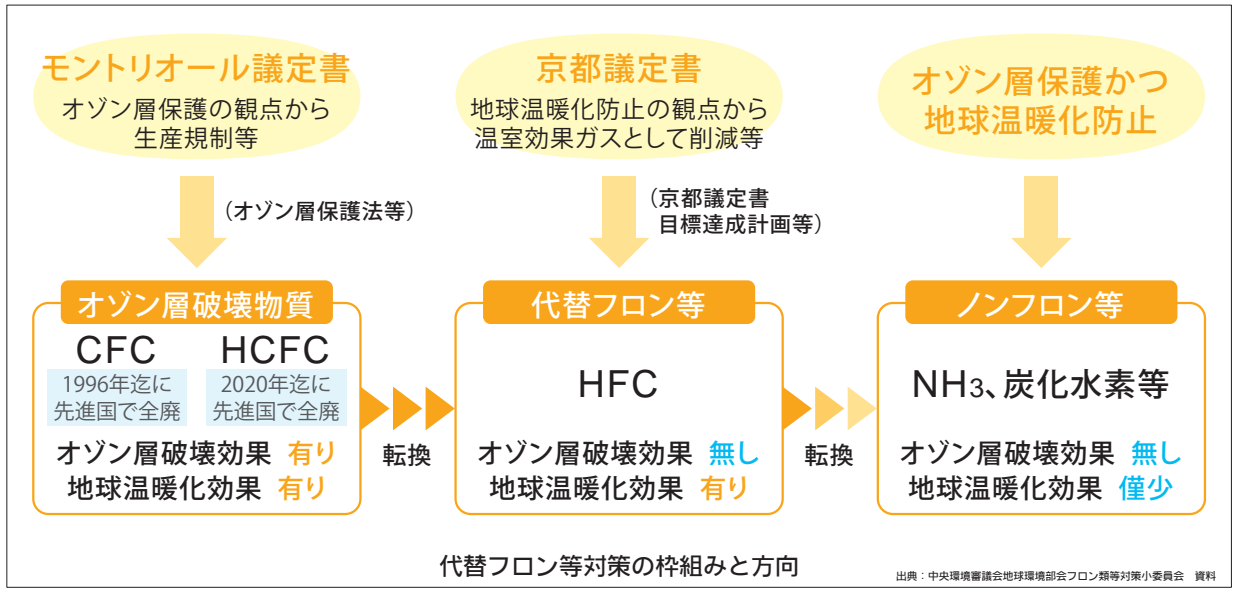 モントリオール議定書
オゾン層保護の観点から
生産規制等
京都議定書
地球温暖化防止の観点から
温室効果ガスとして削減等
オゾン層保護かつ
地球温暖化防止
（オゾン層保護法等）
（京都議定書
目標達成計画等）
オゾン層破壊物質
CFC
1996年迄に
先進国で全廃
HCFC
2020年迄に
先進国で全廃
オゾン層破壊効果 有り
地球温暖化効果 有り
転換
代替フロン等
HFC
オゾン層破壊効果 無し
地球温暖化効果 有り
転換
ノンフロン等
NH3、炭化水素等
オゾン層破壊効果 無し
地球温暖化効果 僅少
代替フロン等対策の枠組みと方向
出典：中央環境審議会地球環境部会フロン類等対策小委員会 資料